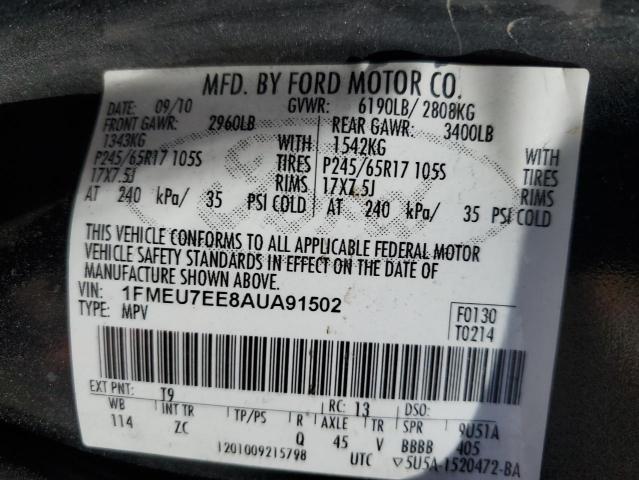 MFD. BY FORD MOTOR CO.
DATE: 09/10 GVWR: 6190LB/ 2808KG
FRONT GAWR: 2960LB REAR GAWR: 3400LB
1343KG WITH 1542KG WITH
P245/65R17 105S TIRES P245/65R17 105S TIRES
17X7.5J RIMS 17X7.5J RIMS
AT 240 kPa/ 35 PSI COLD AT 240 kPa/ 35 PSI COLD
THIS VEHICLE CONFORMS TO ALL APPLICABLE FEDERAL MOTOR
VEHICLE SAFETY STANDARDS IN EFFECT ON THE DATE OF
MANUFACTURE SHOWN ABOVE.
VIN: 1FMEU7EE8AUA91502 F0130
TYPE: MPV T0214
EXT PNT: T9 RC: 13 DSO:
WB INT TR TP/PS R AXLE TR SPR 9U51A
114 ZC Q 45 V BBBB 405
1201009215798 UTC ▽5U5A-1520472-BA